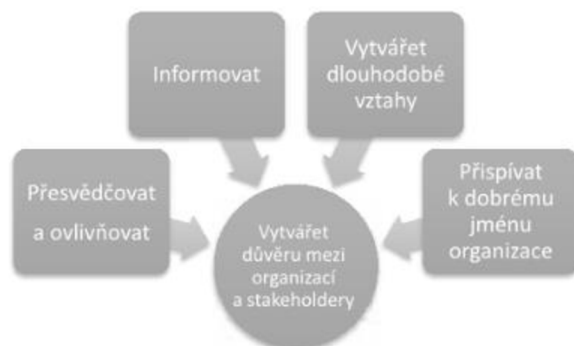 Informovat
Vytvářet
dlouhodobé
vztahy
Přesvědčovat
a ovlivňovat
Přispívat
k dobrému
jménu
organizace
Vytvářet
důvěru mezi
organizací
a stakeholdery